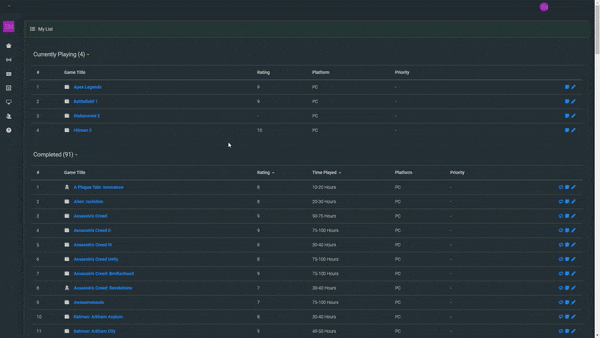 My List
Currently Playing (4)
# Game Title Rating Platform Priority
1 Apex Legends 9 PC -
2 Battlefield 1 9 PC -
3 Dishonored 2 - PC -
4 Hitman 3 10 PC -
Completed (91)
# Game Title Rating Time Played Platform Priority
1 A Plague Tale: Innocence 8 10-20 Hours PC -
2 Alien: Isolation 8 20-30 Hours PC -
3 Assassin's Creed 9 50-75 Hours PC -
4 Assassin's Creed II 9 75-100 Hours PC -
5 Assassin's Creed III 8 30-40 Hours PC -
6 Assassin's Creed Unity 8 75-100 Hours PC -
7 Assassin's Creed: Brotherhood 9 75-100 Hours PC -
8 Assassin's Creed: Revelations 7 30-40 Hours PC -
9 Awesomenauts 7 75-100 Hours PC -
10 Batman: Arkham Asylum 8 30-40 Hours PC -
11 Batman: Arkham City 9 40-50 Hours PC -